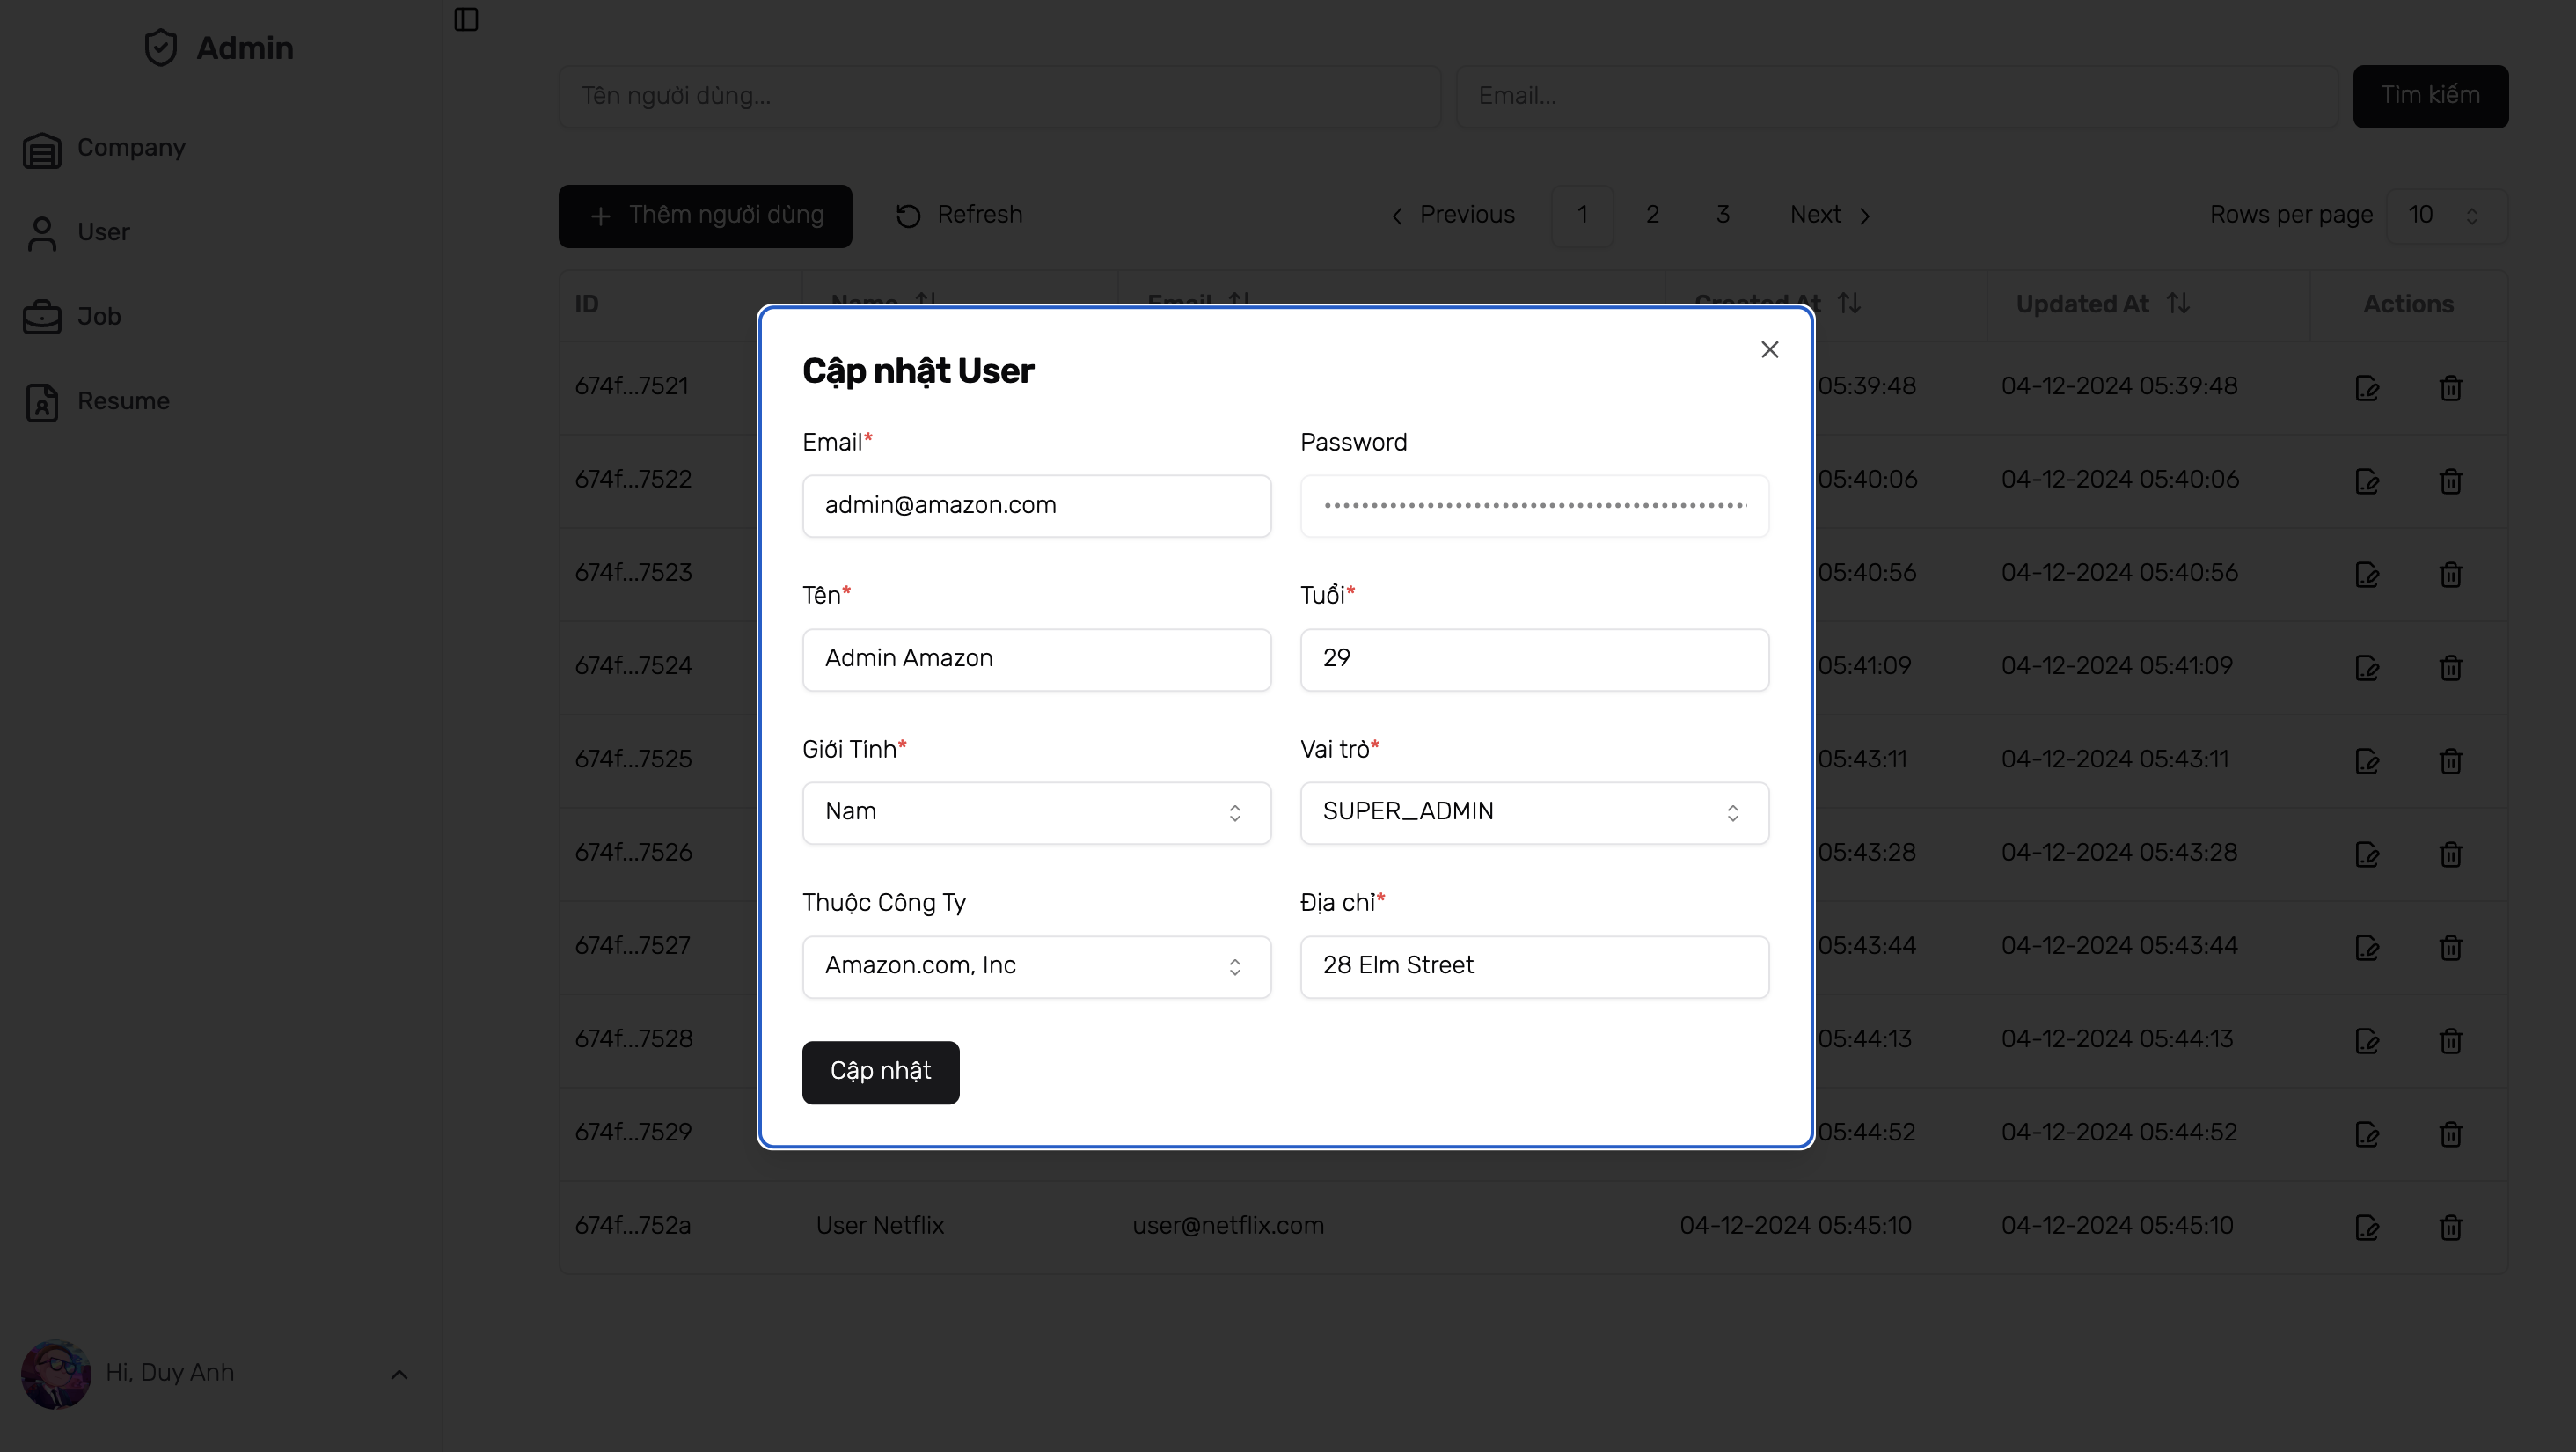 Admin
Company
User
Job
Resume
Hi, Duy Anh
Tên người dùng...
Email...
Tìm kiếm
Thêm người dùng
Refresh
Previous
1
2
3
Next
Rows per page
10
ID
Name
Email
Created At
Updated At
Actions
674f...7521
05:39:48
04-12-2024 05:39:48
674f...7522
05:40:06
04-12-2024 05:40:06
674f...7523
05:40:56
04-12-2024 05:40:56
674f...7524
05:41:09
04-12-2024 05:41:09
674f...7525
05:43:11
04-12-2024 05:43:11
674f...7526
05:43:28
04-12-2024 05:43:28
674f...7527
05:43:44
04-12-2024 05:43:44
674f...7528
05:44:13
04-12-2024 05:44:13
674f...7529
05:44:52
04-12-2024 05:44:52
674f...752a
User Netflix
user@netflix.com
04-12-2024 05:45:10
04-12-2024 05:45:10
Cập nhật User
Email*
Password
admin@amazon.com
Tên*
Tuổi*
Admin Amazon
29
Giới Tính*
Vai trò*
Nam
SUPER_ADMIN
Thuộc Công Ty
Địa chỉ*
Amazon.com, Inc
28 Elm Street
Cập nhật